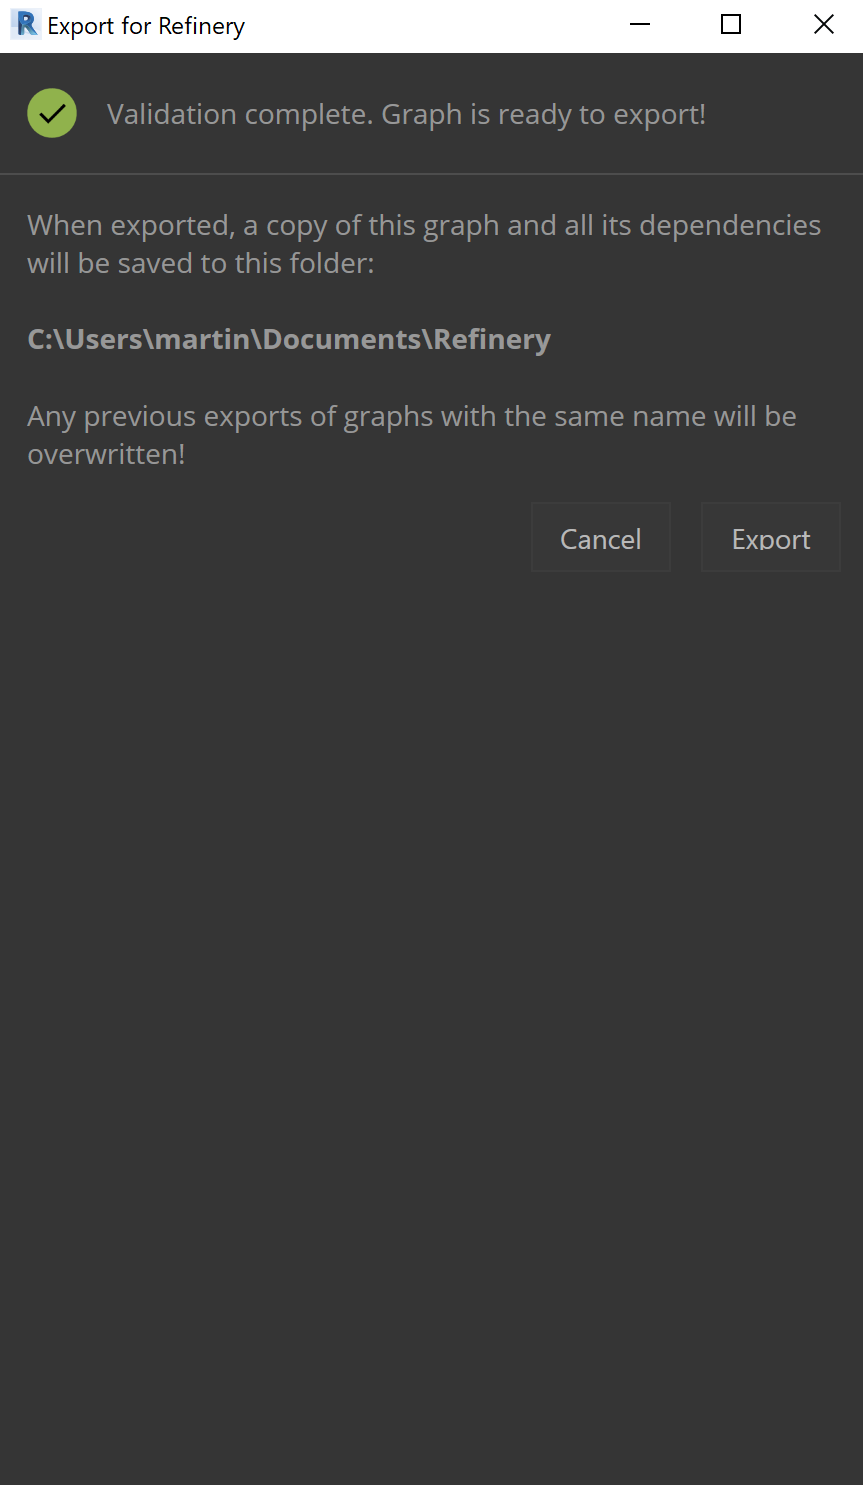 Export for Refinery
Validation complete. Graph is ready to export!
When exported, a copy of this graph and all its dependencies
will be saved to this folder:
C:\Users\martin\Documents\Refinery
Any previous exports of graphs with the same name will be
overwritten!
Cancel Export